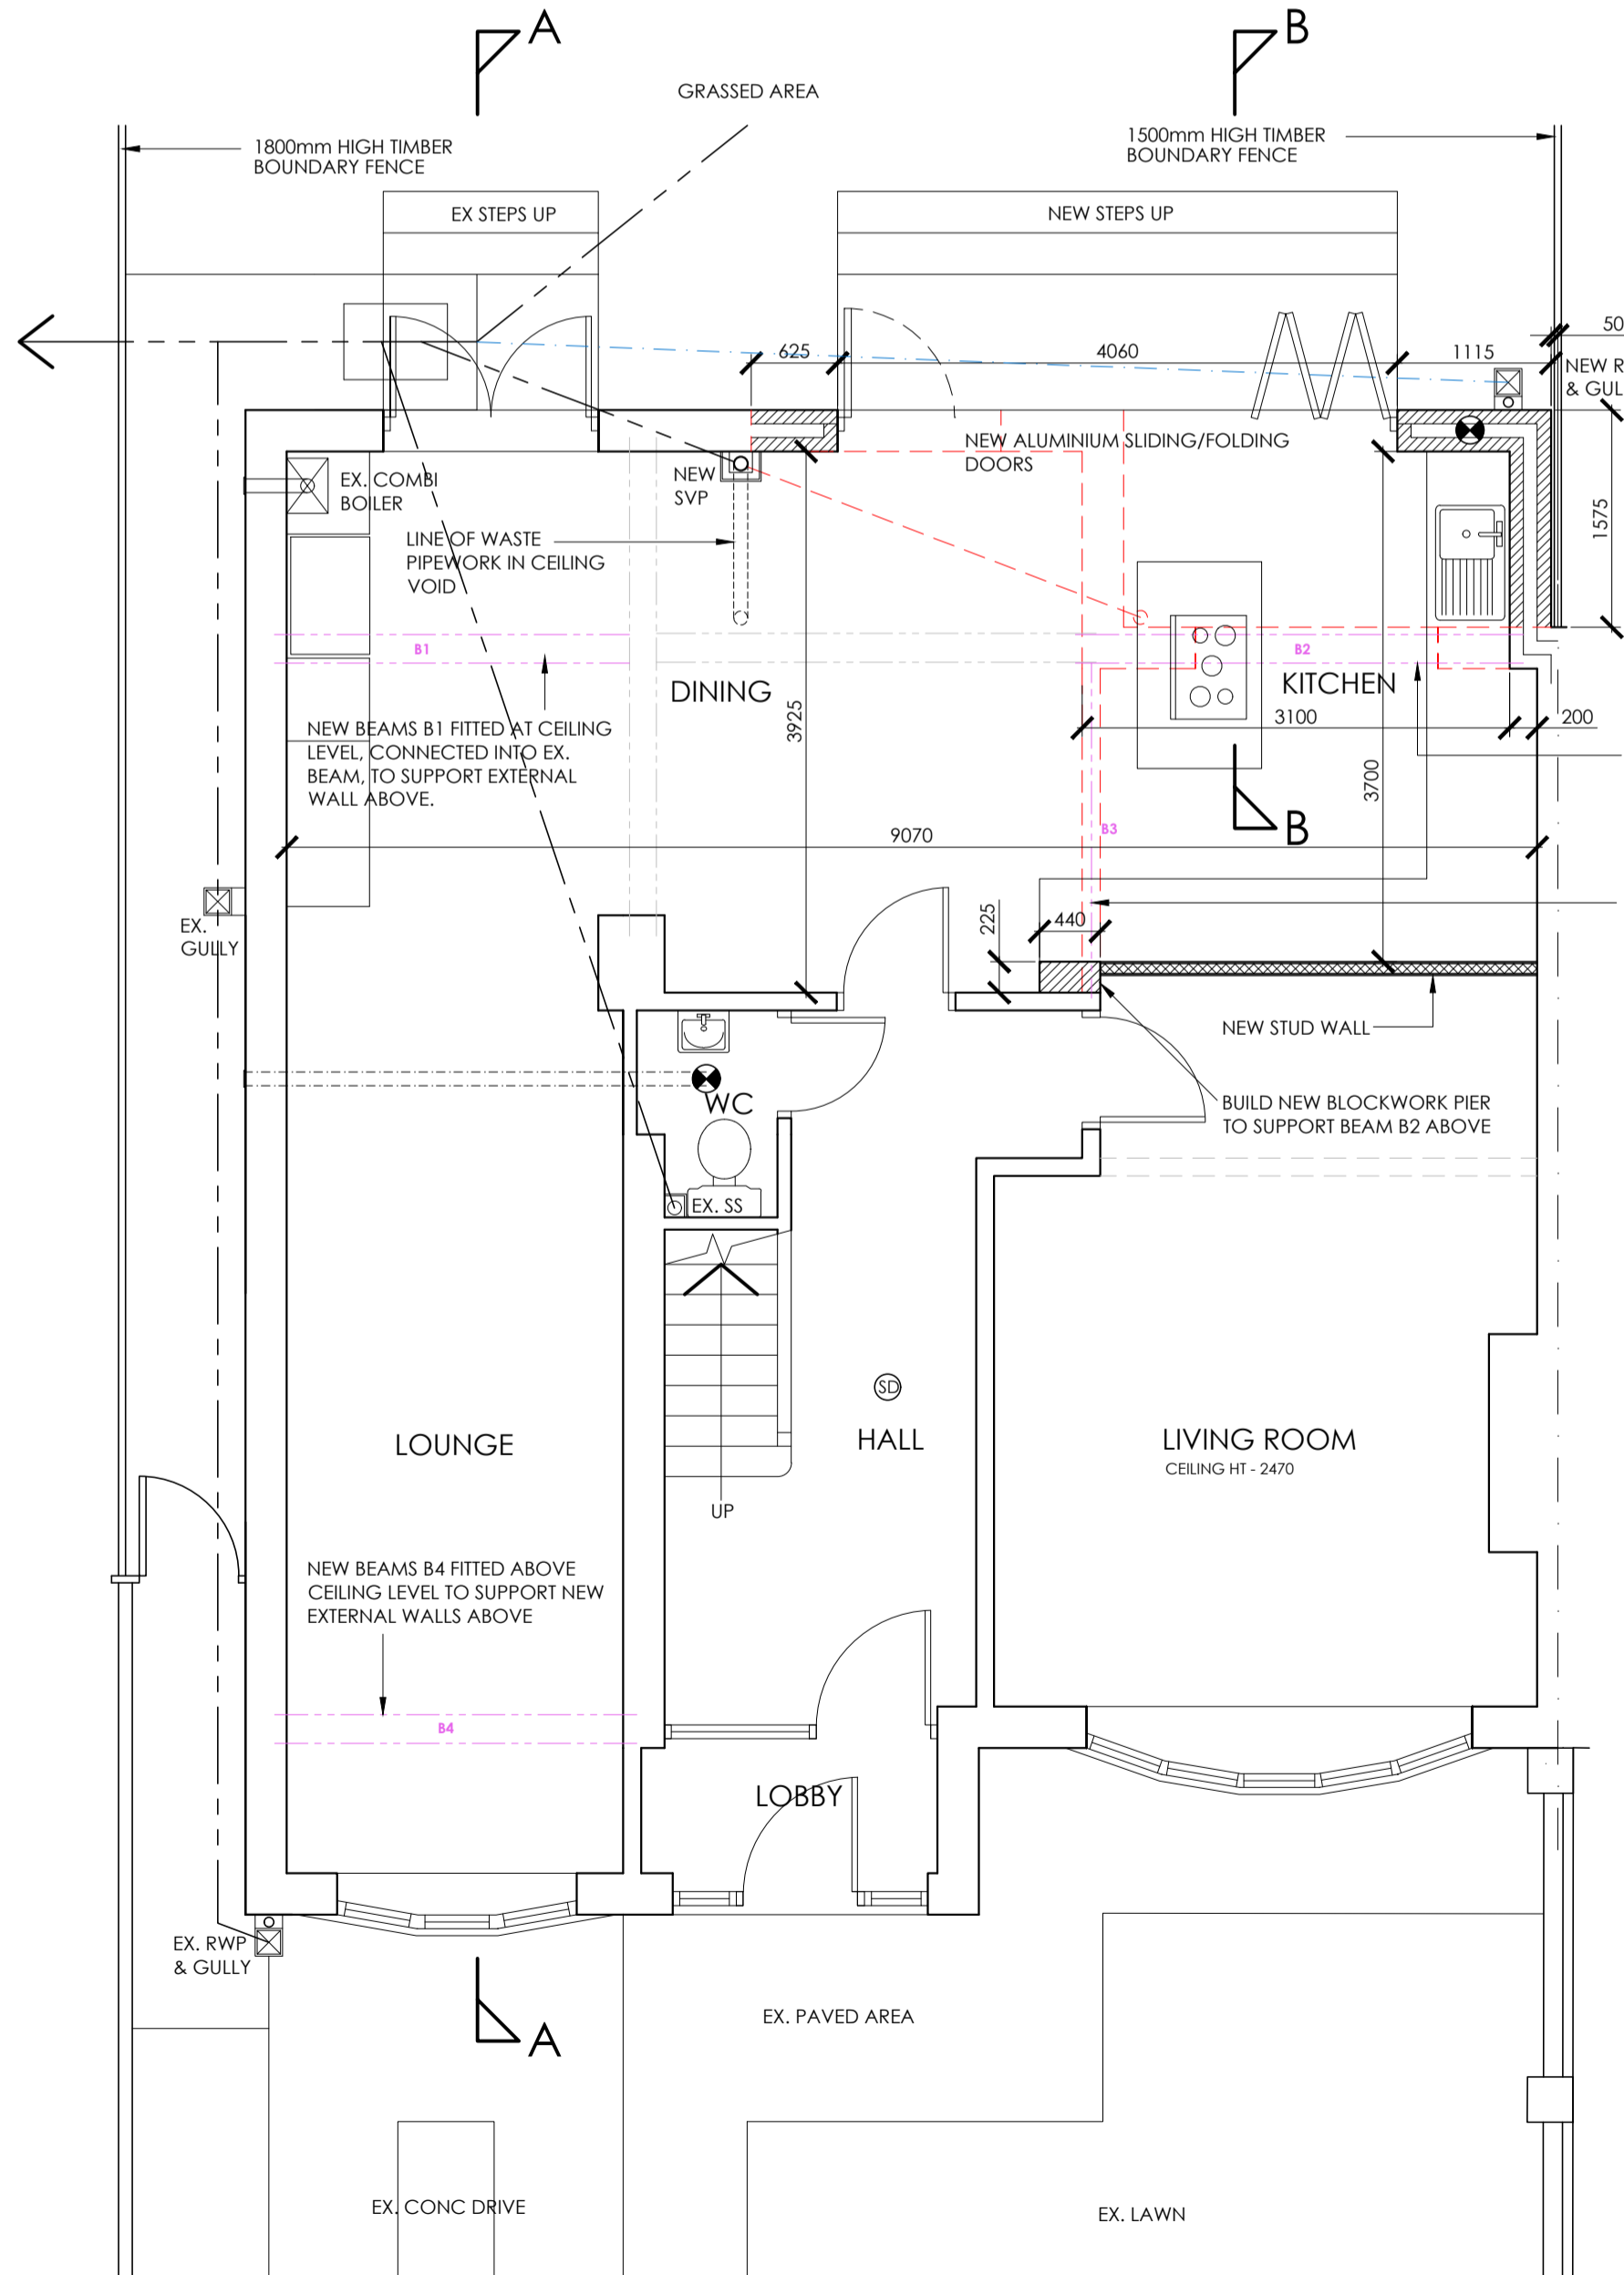 A
B
GRASSED AREA
1800mm HIGH TIMBER
BOUNDARY FENCE
1500mm HIGH TIMBER
BOUNDARY FENCE
EX STEPS UP
NEW STEPS UP
50
625
4060
1115
NEW R
& GUL
NEW ALUMINIUM SLIDING/FOLDING
DOORS
EX. COMBI
BOILER
NEW
SVP
1575
LINE OF WASTE
PIPEWORK IN CEILING
VOID
B1
B2
DINING
KITCHEN
3925
3100
200
NEW BEAMS B1 FITTED AT CEILING
LEVEL, CONNECTED INTO EX.
BEAM, TO SUPPORT EXTERNAL
WALL ABOVE.
3700
B3
B
9070
EX.
GULLY
225
440
NEW STUD WALL
WC
BUILD NEW BLOCKWORK PIER
TO SUPPORT BEAM B2 ABOVE
EX. SS
SD
LOUNGE
HALL
LIVING ROOM
CEILING HT - 2470
UP
NEW BEAMS B4 FITTED ABOVE
CEILING LEVEL TO SUPPORT NEW
EXTERNAL WALLS ABOVE
B4
LOBBY
EX. RWP
& GULLY
EX. PAVED AREA
A
EX. CONC DRIVE
EX. LAWN